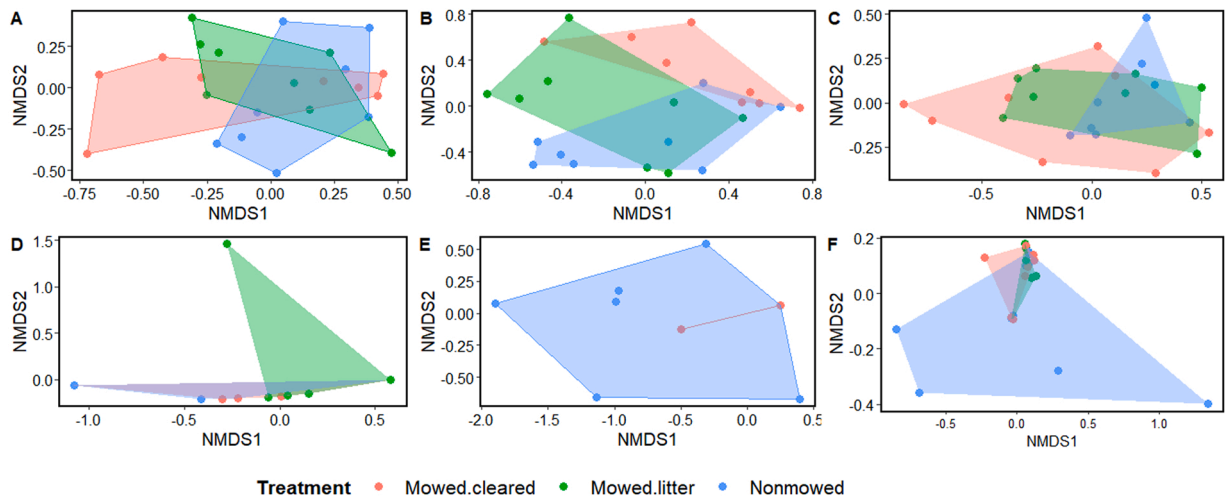 A
B
C
0.25
0.00
-0.25
-0.50
NMDS2
-0.75
-0.50
-0.25
0.00
0.25
0.50
NMDS1
0.8
0.4
0.0
-0.4
NMDS2
-0.8
-0.4
0.0
0.4
0.8
NMDS1
0.50
0.25
0.00
-0.25
NMDS2
-0.5
0.0
0.5
NMDS1
D
E
F
1.5
1.0
0.5
0.0
NMDS2
-1.0
-0.5
0.0
0.5
NMDS1
0.50
0.25
0.00
-0.25
-0.50
NMDS2
-2.0
-1.5
-1.0
-0.5
0.0
0.5
NMDS1
0.2
0.0
-0.2
-0.4
NMDS2
-0.5
0.0
0.5
1.0
NMDS1
Treatment Mowed.cleared Mowed.litter Nonmowed